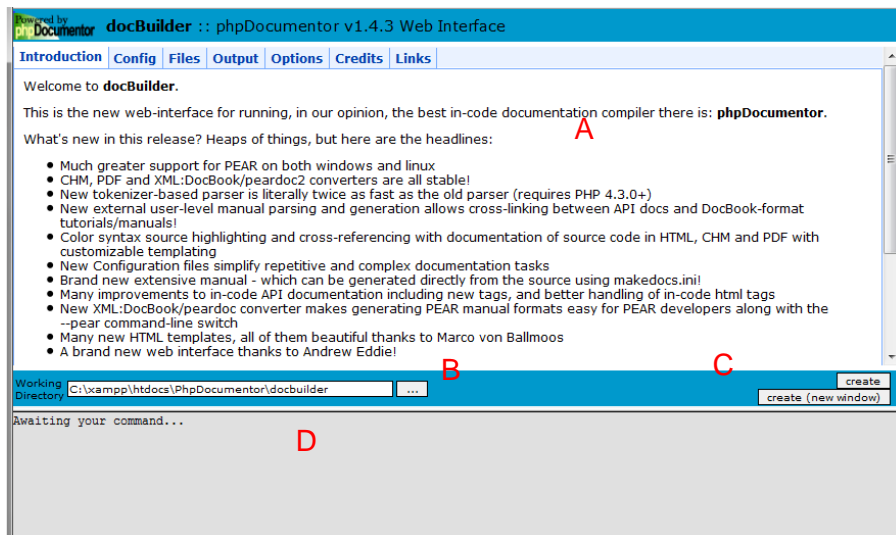 Powered by
phpDocumentor docBuilder :: phpDocumentor v1.4.3 Web Interface
Introduction Config Files Output Options Credits Links
Welcome to docBuilder.
This is the new web-interface for running, in our opinion, the best in-code documentation compiler there is: phpDocumentor.
A
What's new in this release? Heaps of things, but here are the headlines:
● Much greater support for PEAR on both windows and linux
● CHM, PDF and XML:DocBook/peardoc2 converters are all stable!
● New tokenizer-based parser is literally twice as fast as the old parser (requires PHP 4.3.0+)
● New external user-level manual parsing and generation allows cross-linking between API docs and DocBook-format
tutorials/manuals!
● Color syntax source highlighting and cross-referencing with documentation of source code in HTML, CHM and PDF with
customizable templating
● New Configuration files simplify repetitive and complex documentation tasks
● Brand new extensive manual - which can be generated directly from the source using makedocs.ini!
● Many improvements to in-code API documentation including new tags, and better handling of in-code html tags
● New XML:DocBook/peardoc converter makes generating PEAR manual formats easy for PEAR developers along with the
--pear command-line switch
● Many new HTML templates, all of them beautiful thanks to Marco von Ballmoos
● A brand new web interface thanks to Andrew Eddie!
B C
Working
Directory C:\xampp\htdocs\PhpDocumentor\docbuilder ... create
create (new window)
Awaiting your command...
D